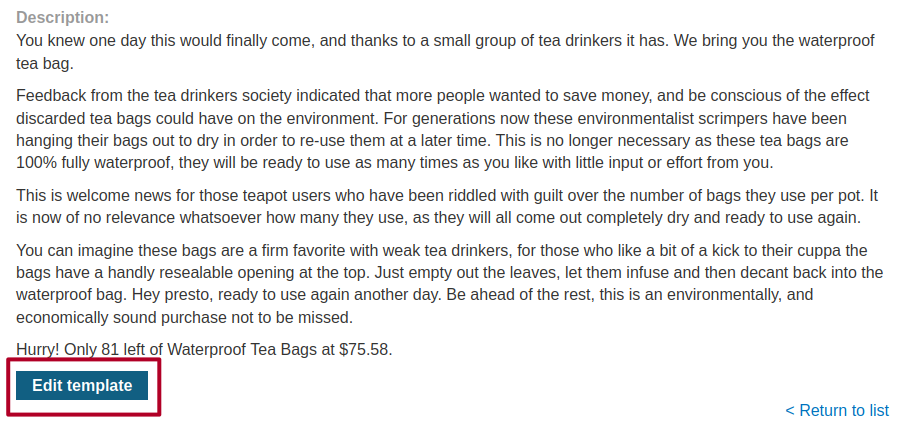 Description:
You knew one day this would finally come, and thanks to a small group of tea drinkers it has. We bring you the waterproof
tea bag.
Feedback from the tea drinkers society indicated that more people wanted to save money, and be conscious of the effect
discarded tea bags could have on the environment. For generations now these environmentalist scrimpers have been
hanging their bags out to dry in order to re-use them at a later time. This is no longer necessary as these tea bags are
100% fully waterproof, they will be ready to use as many times as you like with little input or effort from you.
This is welcome news for those teapot users who have been riddled with guilt over the number of bags they use per pot. It
is now of no relevance whatsoever how many they use, as they will all come out completely dry and ready to use again.
You can imagine these bags are a firm favorite with weak tea drinkers, for those who like a bit of a kick to their cuppa the
bags have a handly resealable opening at the top. Just empty out the leaves, let them infuse and then decant back into the
waterproof bag. Hey presto, ready to use again another day. Be ahead of the rest, this is an environmentally, and
economically sound purchase not to be missed.
Hurry! Only 81 left of Waterproof Tea Bags at $75.58.
Edit template
< Return to list